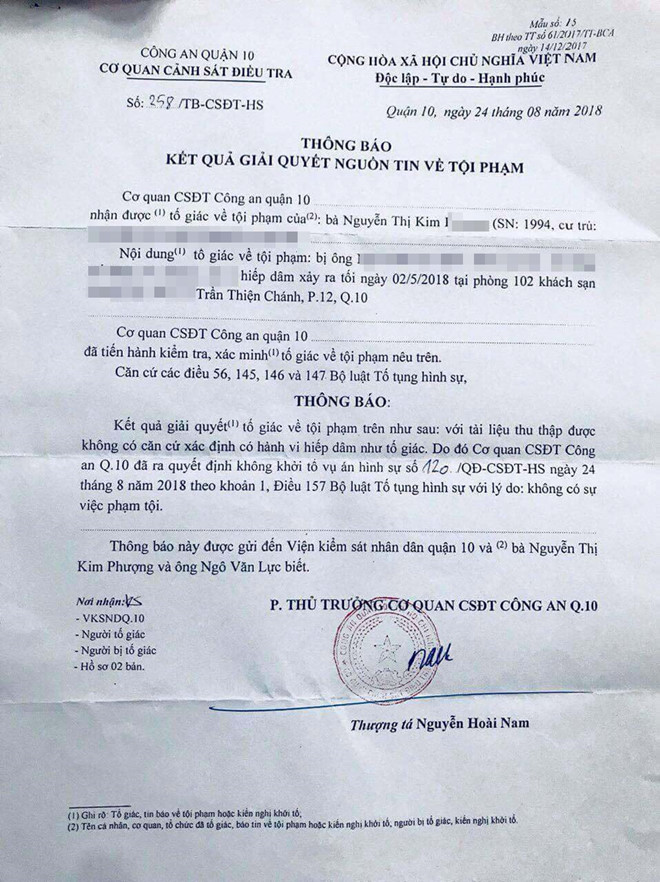 Mẫu số: 15
BH theo TT số 61/2017/TT-BCA
ngày 14/12/2017
CÔNG AN QUẬN 10
CƠ QUAN CẢNH SÁT ĐIỀU TRA
CỘNG HÒA XÃ HỘI CHỦ NGHĨA VIỆT NAM
Độc lập - Tự do - Hạnh phúc
Số: 258/TB-CSĐT-HS
Quận 10, ngày 24 tháng 08 năm 2018
THÔNG BÁO
KẾT QUẢ GIẢI QUYẾT NGUỒN TIN VỀ TỘI PHẠM
Cơ quan CSĐT Công an quận 10
nhận được (1) tố giác về tội phạm của(2): bà Nguyễn Thị Kim (SN: 1994, cư trú:
Nội dung(1) tố giác về tội phạm: bị ông
hiếp dâm xảy ra tối ngày 02/5/2018 tại phòng 102 khách sạn
Trần Thiện Chánh, P.12, Q.10
Cơ quan CSĐT Công an quận 10
đã tiến hành kiểm tra, xác minh(1) tố giác về tội phạm nêu trên.
Căn cứ các điều 56, 145, 146 và 147 Bộ luật Tố tụng hình sự,
THÔNG BÁO:
Kết quả giải quyết(1) tố giác về tội phạm trên như sau: với tài liệu thu thập được
không có căn cứ xác định có hành vi hiếp dâm như tố giác. Do đó Cơ quan CSĐT Công
an Q.10 đã ra quyết định không khởi tố vụ án hình sự số 120/QĐ-CSĐT-HS ngày 24
tháng 8 năm 2018 theo khoản 1, Điều 157 Bộ luật Tố tụng hình sự với lý do: không có sự
việc phạm tội.
Thông báo này được gửi đến Viện kiểm sát nhân dân quận 10 và (2) bà Nguyễn Thị
Kim Phượng và ông Ngô Văn Lực biết.
Nơi nhận:
- VKSNDQ.10
- Người tố giác
- Người bị tố giác
- Hồ sơ 02 bản.
P. THỦ TRƯỞNG CƠ QUAN CSĐT CÔNG AN Q.10
Thượng tá Nguyễn Hoài Nam
(1) Ghi rõ: Tố giác, tin báo về tội phạm hoặc kiến nghị khởi tố;
(2) Tên cá nhân, cơ quan, tổ chức đã tố giác, báo tin về tội phạm hoặc kiến nghị khởi tố; người bị tố giác, kiến nghị khởi tố.